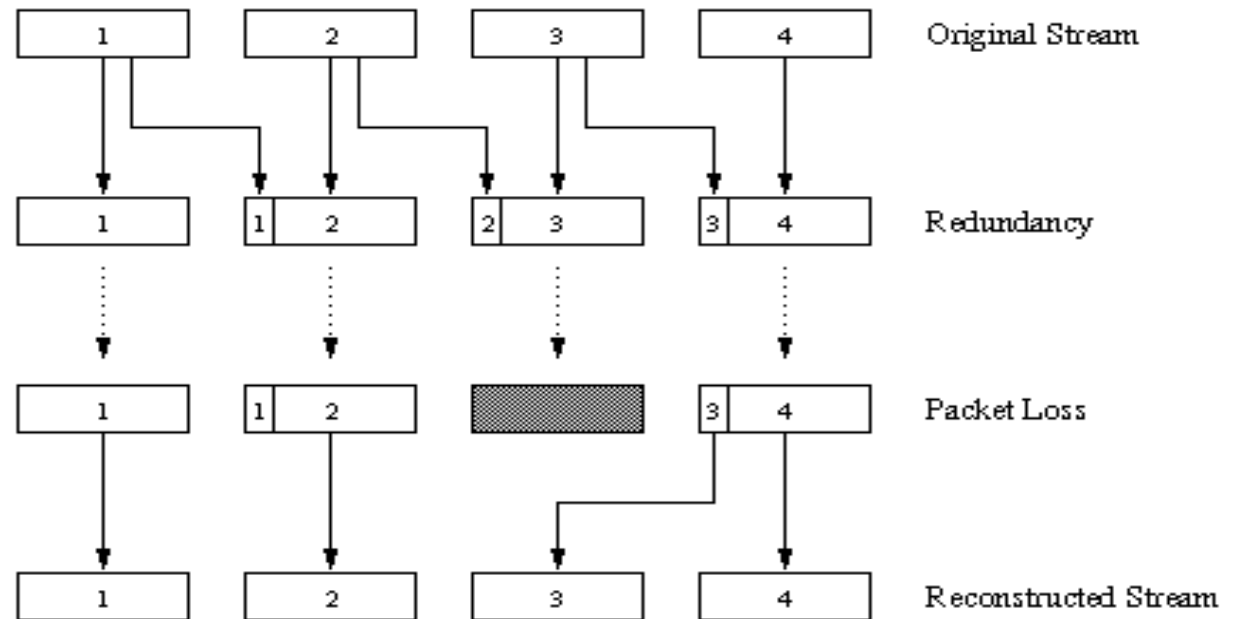 1 2 3 4 Original Stream
1 1 2 2 3 3 4 Redundancy
1 1 2 3 4 Packet Loss
1 2 3 4 Reconstructed Stream